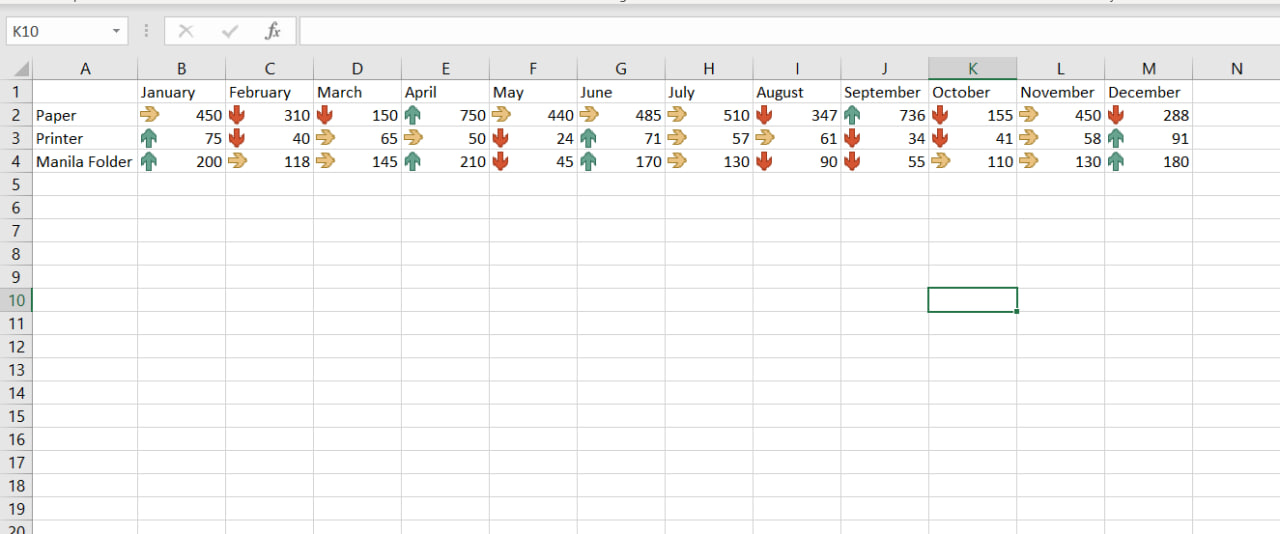 K10 fx
A B C D E F G H I J K L M N
1 January February March April May June July August September October November December
2 Paper 450 310 150 750 440 485 510 347 736 155 450 288
3 Printer 75 40 65 50 24 71 57 61 34 41 58 91
4 Manila Folder 200 118 145 210 45 170 130 90 55 110 130 180
5
6
7
8
9
10
11
12
13
14
15
16
17
18
19
20